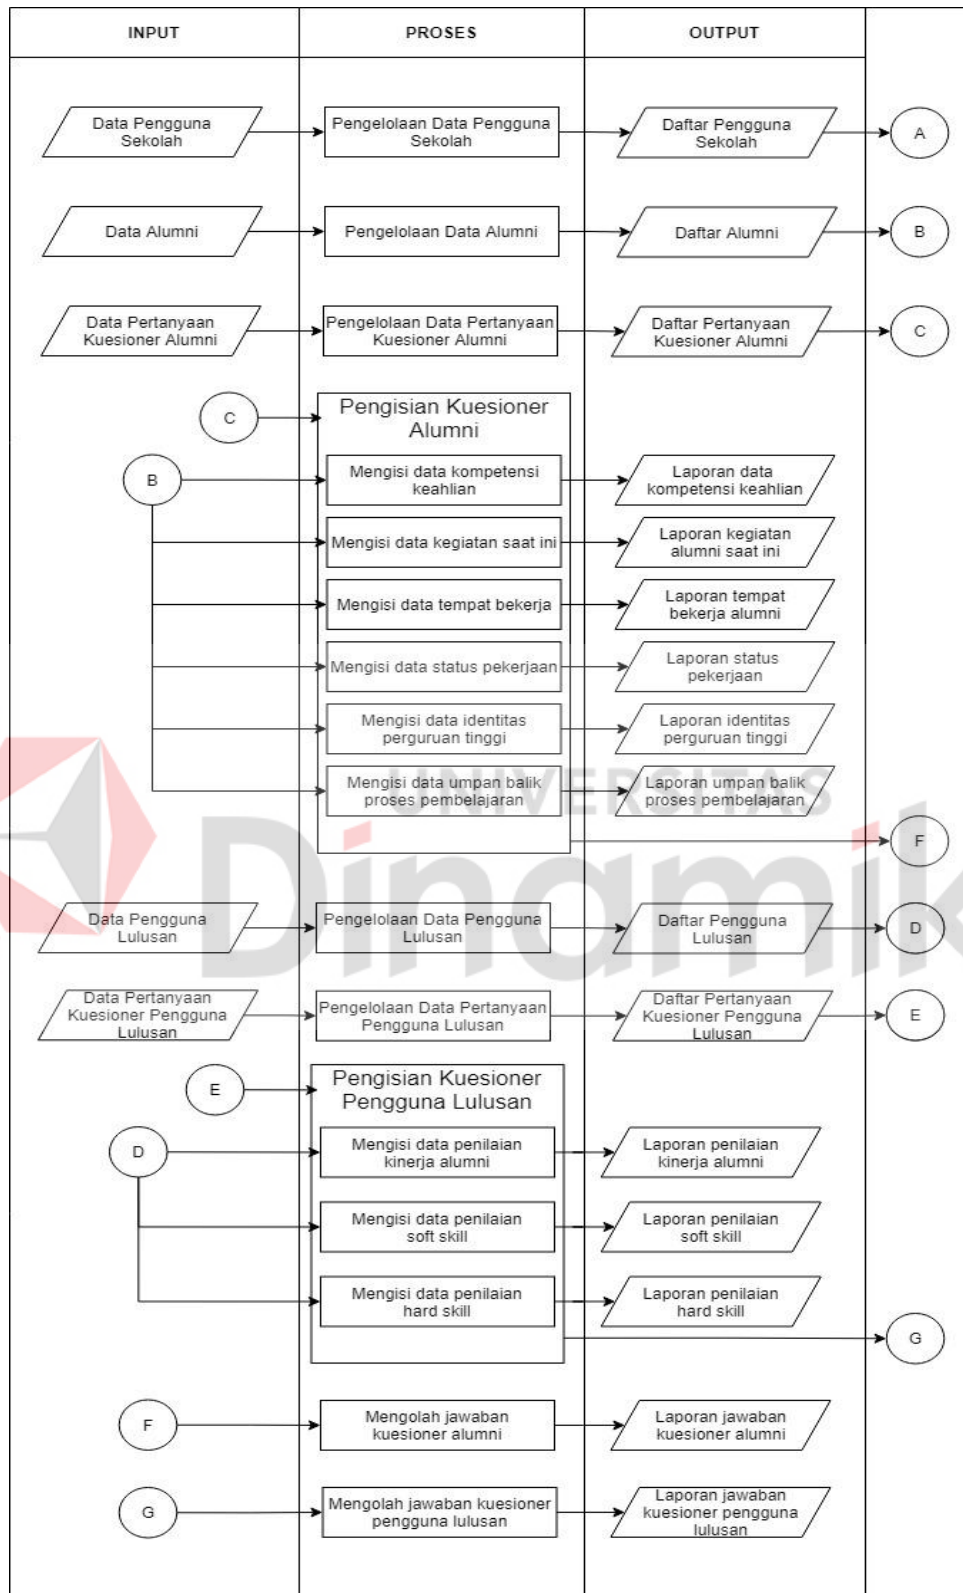 INPUT
PROSES
OUTPUT
Data Pengguna
Sekolah
Pengelolaan Data Pengguna
Sekolah
Daftar Pengguna
Sekolah
A
Data Alumni
Pengelolaan Data Alumni
Daftar Alumni
B
Data Pertanyaan
Kuesioner Alumni
Pengelolaan Data Pertanyaan
Kuesioner Alumni
Daftar Pertanyaan
Kuesioner Alumni
C
C
Pengisian Kuesioner
Alumni
B
Mengisi data kompetensi
keahlian
Laporan data
kompetensi keahlian
Mengisi data kegiatan saat ini
Laporan kegiatan
alumni saat ini
Mengisi data tempat bekerja
Laporan tempat
bekerja alumni
Mengisi data status pekerjaan
Laporan status
pekerjaan
Mengisi data identitas
perguruan tinggi
Laporan identitas
perguruan tinggi
Mengisi data umpan balik
proses pembelajaran
Laporan umpan balik
proses pembelajaran
UNIVERSITAS
Dinamik
F
Data Pengguna
Lulusan
Pengelolaan Data Pengguna
Lulusan
Daftar Pengguna
Lulusan
D
Data Pertanyaan
Kuesioner Pengguna
Lulusan
Pengelolaan Data Pertanyaan
Pengguna Lulusan
Daftar Pertanyaan
Kuesioner Pengguna
Lulusan
E
E
Pengisian Kuesioner
Pengguna Lulusan
D
Mengisi data penilaian
kinerja alumni
Laporan penilaian
kinerja alumni
Mengisi data penilaian
soft skill
Laporan penilaian
soft skill
Mengisi data penilaian
hard skill
Laporan penilaian
hard skill
G
F
Mengolah jawaban
kuesioner alumni
Laporan jawaban
kuesioner alumni
G
Mengolah jawaban kuesioner
pengguna lulusan
Laporan jawaban
kuesioner pengguna
lulusan